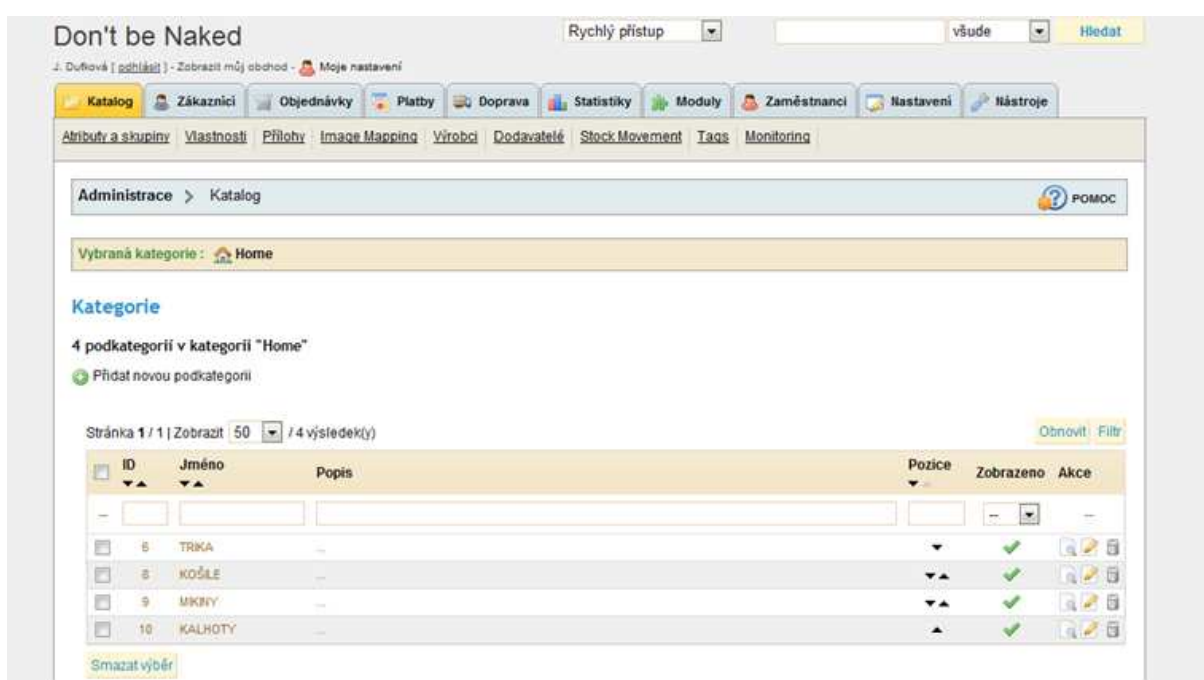 Don't be Naked
Rychlý přístup
všude
Hledat
J. Dufková [ odhlásit ] - Zobrazit můj obchod - Moje nastavení
Katalog Zákazníci Objednávky Platby Doprava Statistiky Moduly Zaměstnanci Nastavení Nástroje
Atributy a skupiny Vlastnosti Přílohy Image Mapping Výrobci Dodavatelé Stock Movement Tags Monitoring
Administrace > Katalog
POMOC
Vybraná kategorie : Home
Kategorie
4 podkategorií v kategorii "Home"
Přidat novou podkategorii
Stránka 1 / 1 | Zobrazit 50 / 4 výsledek(y)
Obnovit Filtr
ID Jméno Popis Pozice Zobrazeno Akce
-- -- --
6 TRIKA ...
8 KOŠILE ...
9 MIKINY ...
10 KALHOTY ...
Smazat výběr